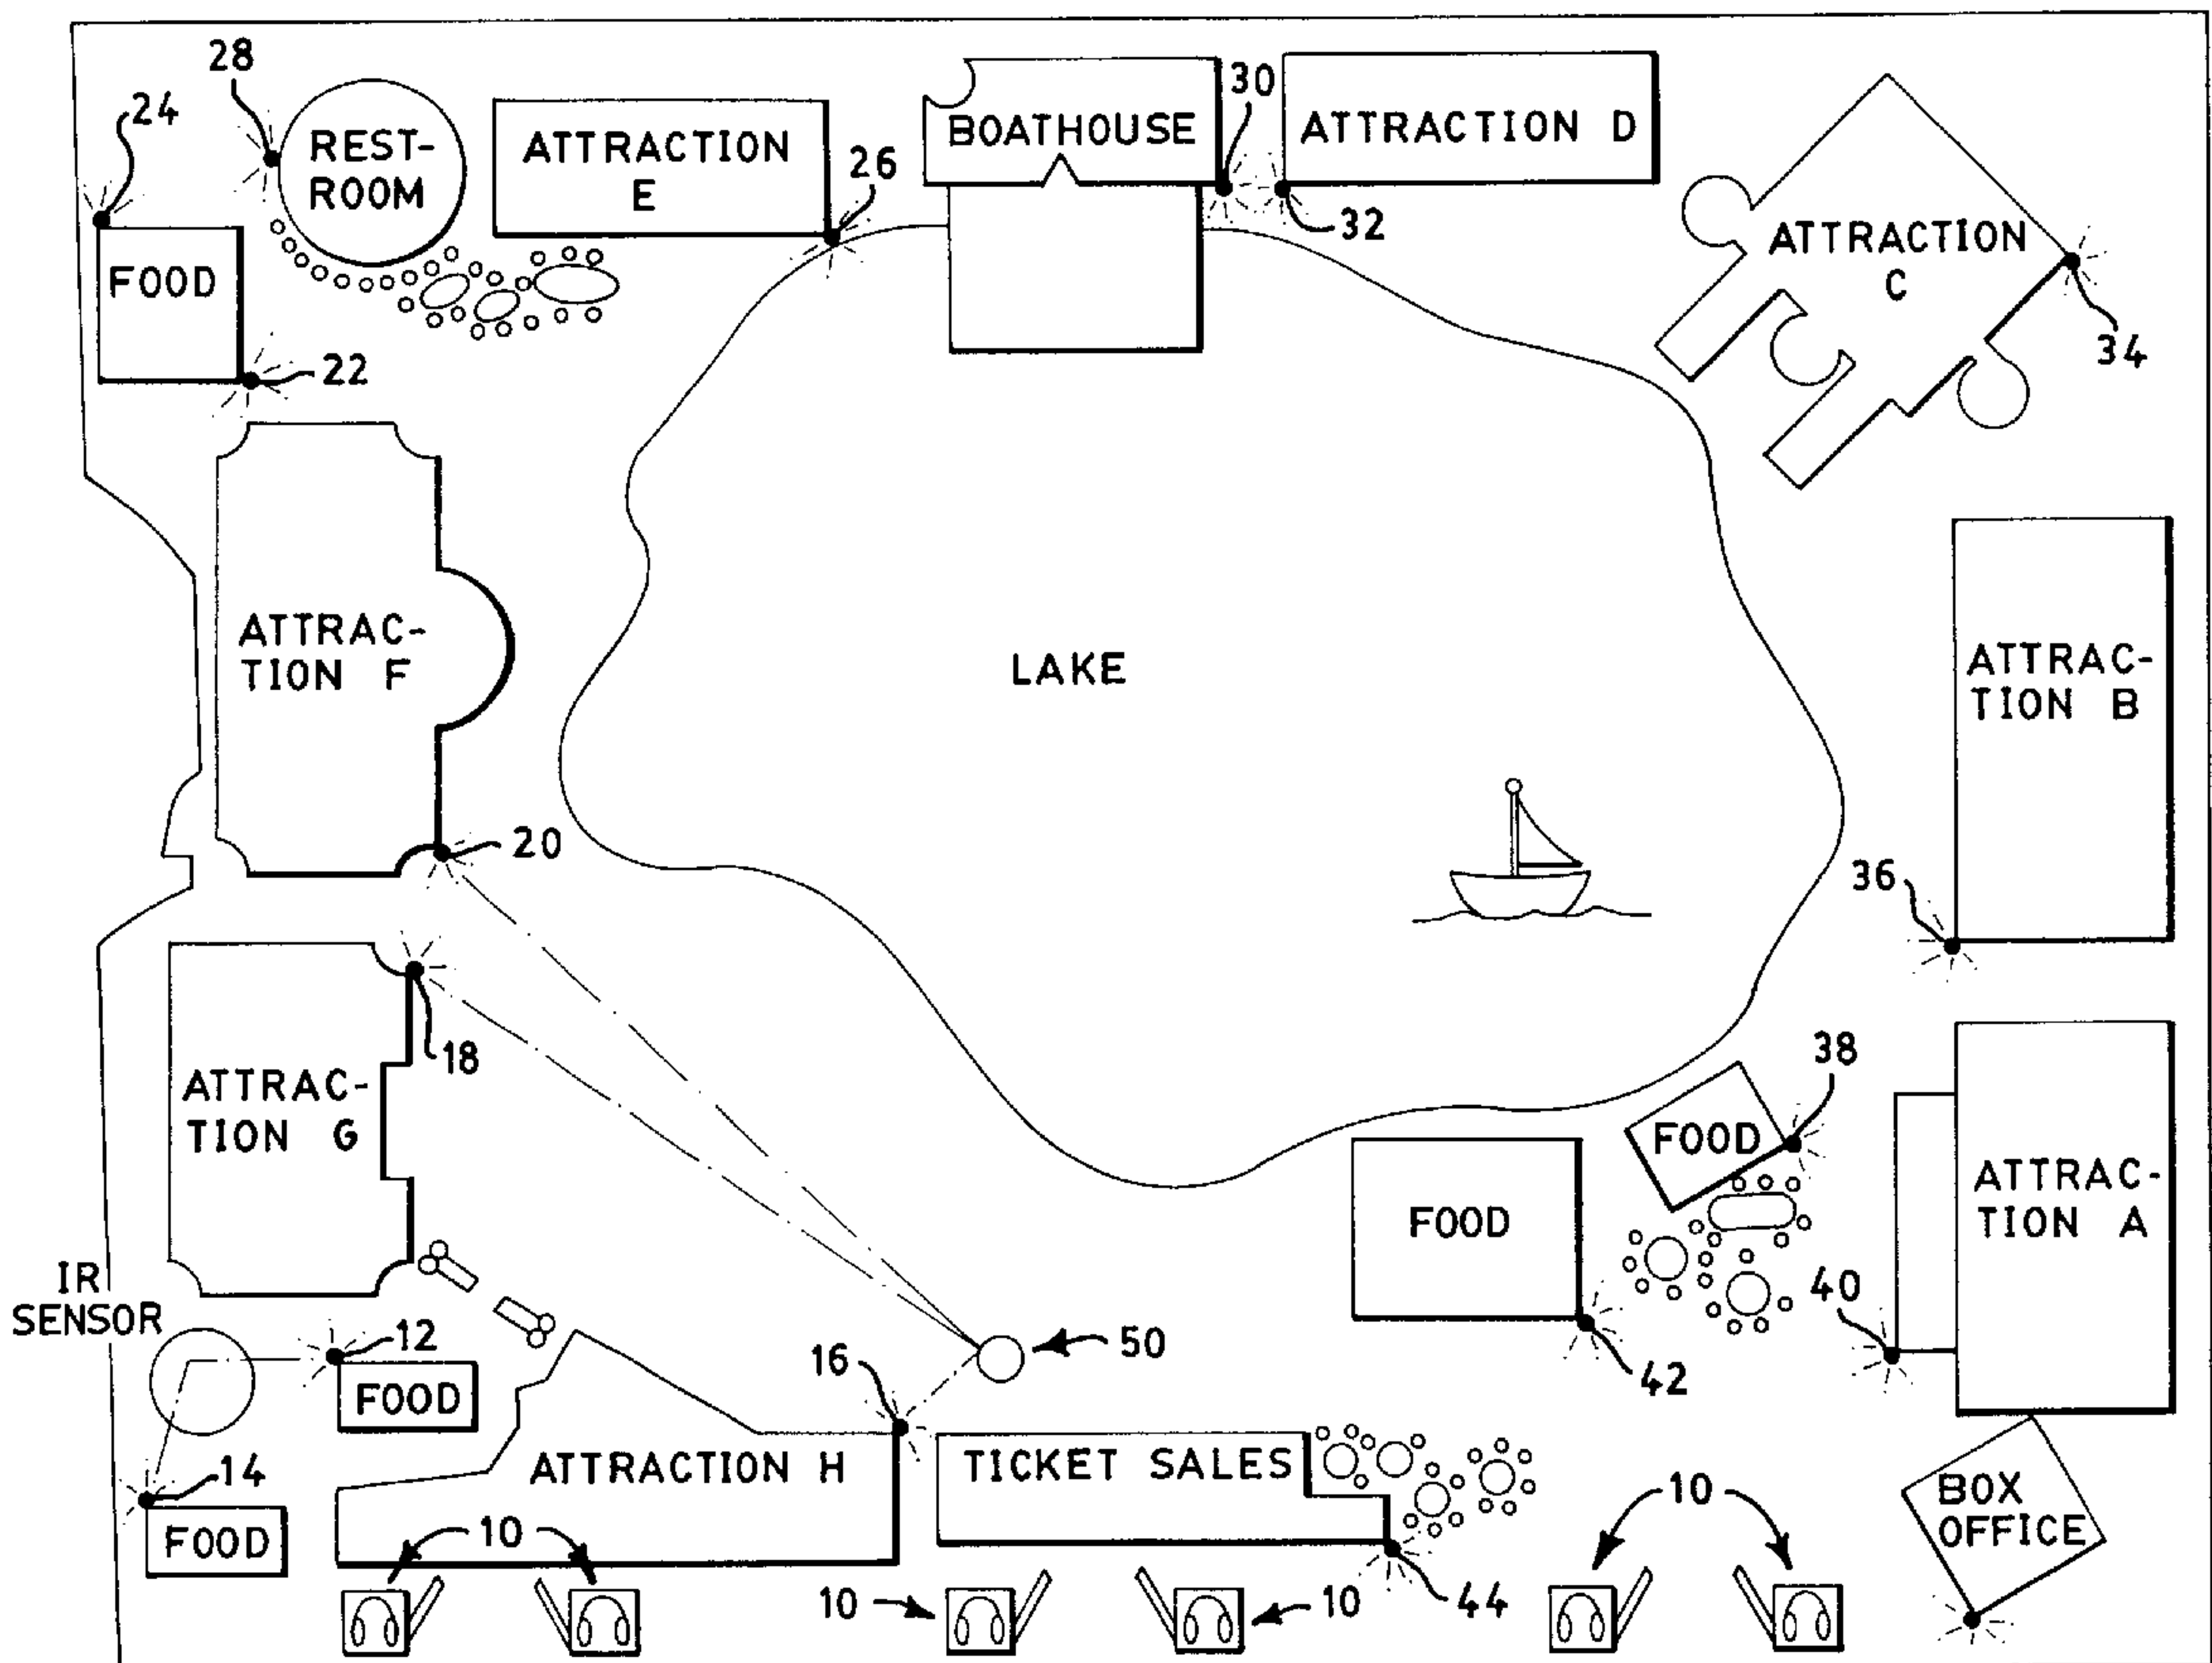 28
24
REST-
ROOM
ATTRACTION
E
26
BOATHOUSE
30
ATTRACTION D
32
ATTRACTION
C
34
FOOD
22
ATTRAC-
TION F
LAKE
ATTRAC-
TION B
20
36
18
ATTRAC-
TION G
38
FOOD
FOOD
ATTRAC-
TION A
IR
SENSOR
12
FOOD
16
50
42
40
14
FOOD
ATTRACTION H
TICKET SALES
10
10
BOX
OFFICE
10
10
44